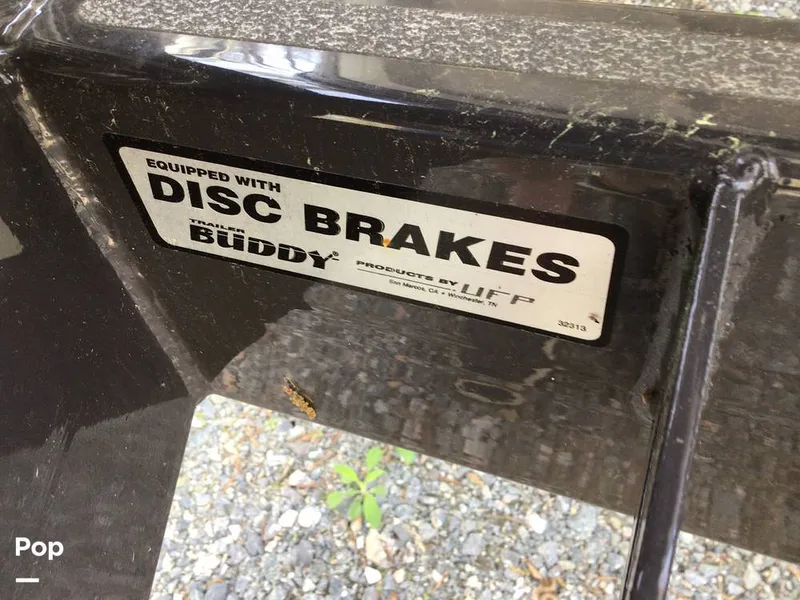 EQUIPPED WITH
DISC BRAKES
TRAILER
BUDDY
PRODUCTS BY UFP
San Marcos, CA • Winchester, TN
32313
Pop